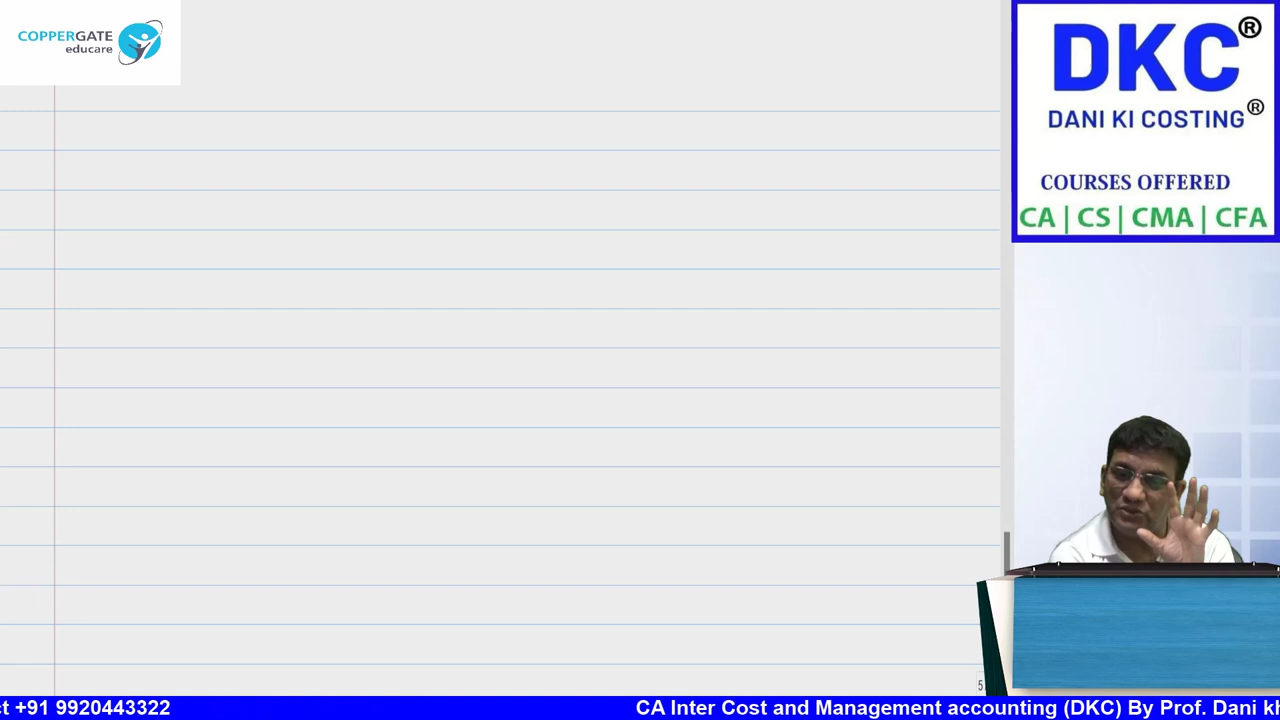 COPPERGATE
educare
DKC®
DANI KI COSTING®
COURSES OFFERED
CA | CS | CMA | CFA
5
ct +91 9920443322 CA Inter Cost and Management accounting (DKC) By Prof. Dani kh